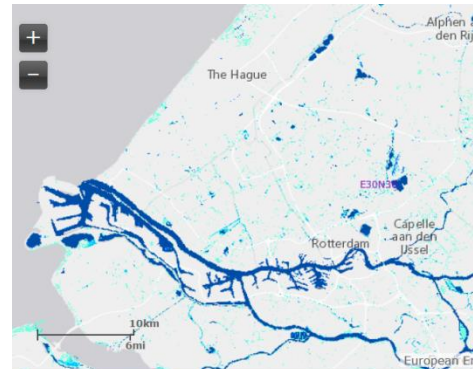 +
Alphen
den Rij
−
The Hague
E30N3
Capelle
aan den
IJssel
Rotterdam
10km
6mi
European E